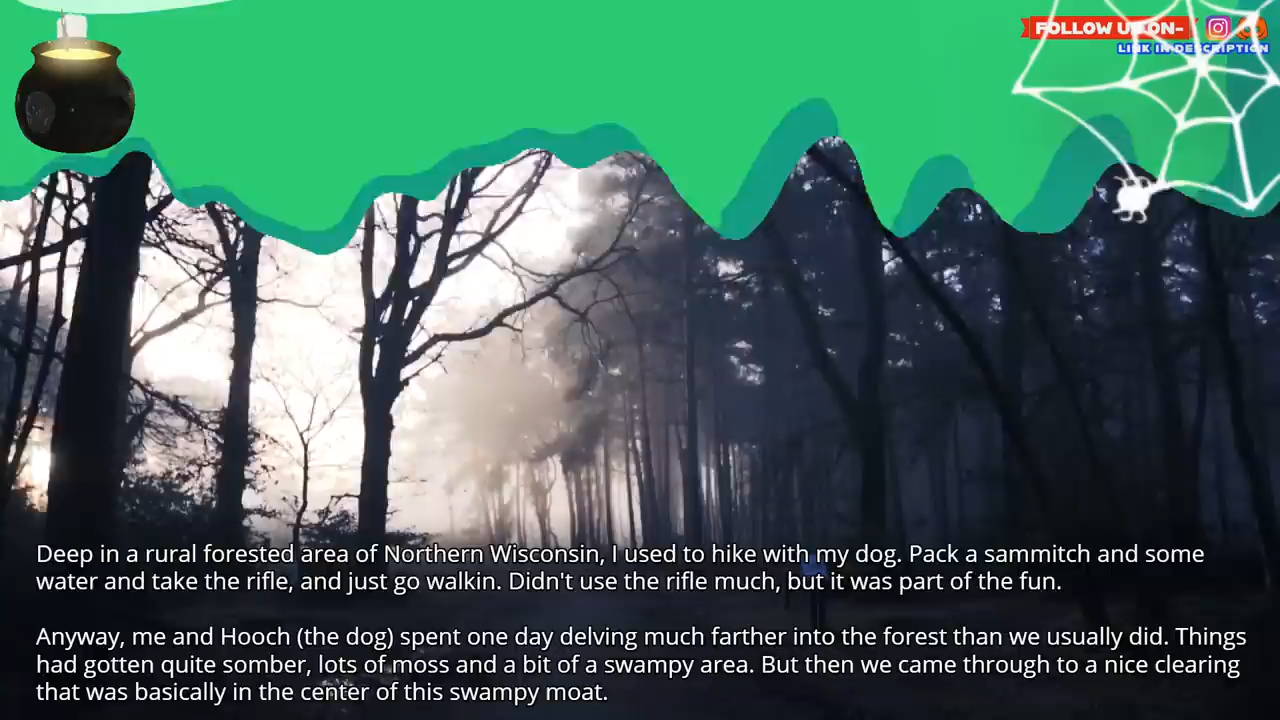 FOLLOW UPON-
LINK IN DESCRIPTION
Deep in a rural forested area of Northern Wisconsin, I used to hike with my dog. Pack a sammitch and some
water and take the rifle, and just go walkin. Didn't use the rifle much, but it was part of the fun.
Anyway, me and Hooch (the dog) spent one day delving much farther into the forest than we usually did. Things
had gotten quite somber, lots of moss and a bit of a swampy area. But then we came through to a nice clearing
that was basically in the center of this swampy moat.